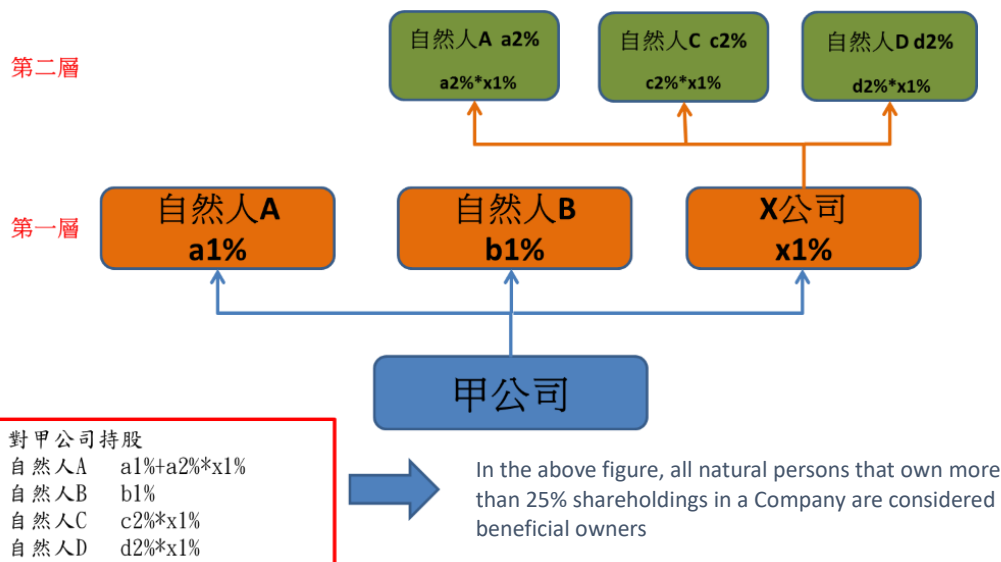 第二層
自然人A a2%
a2%*x1%
自然人C c2%
c2%*x1%
自然人D d2%
d2%*x1%
第一層
自然人A
a1%
自然人B
b1%
X公司
x1%
甲公司
對甲公司持股
自然人A a1%+a2%*x1%
自然人B b1%
自然人C c2%*x1%
自然人D d2%*x1%
In the above figure, all natural persons that own more
than 25% shareholdings in a Company are considered
beneficial owners